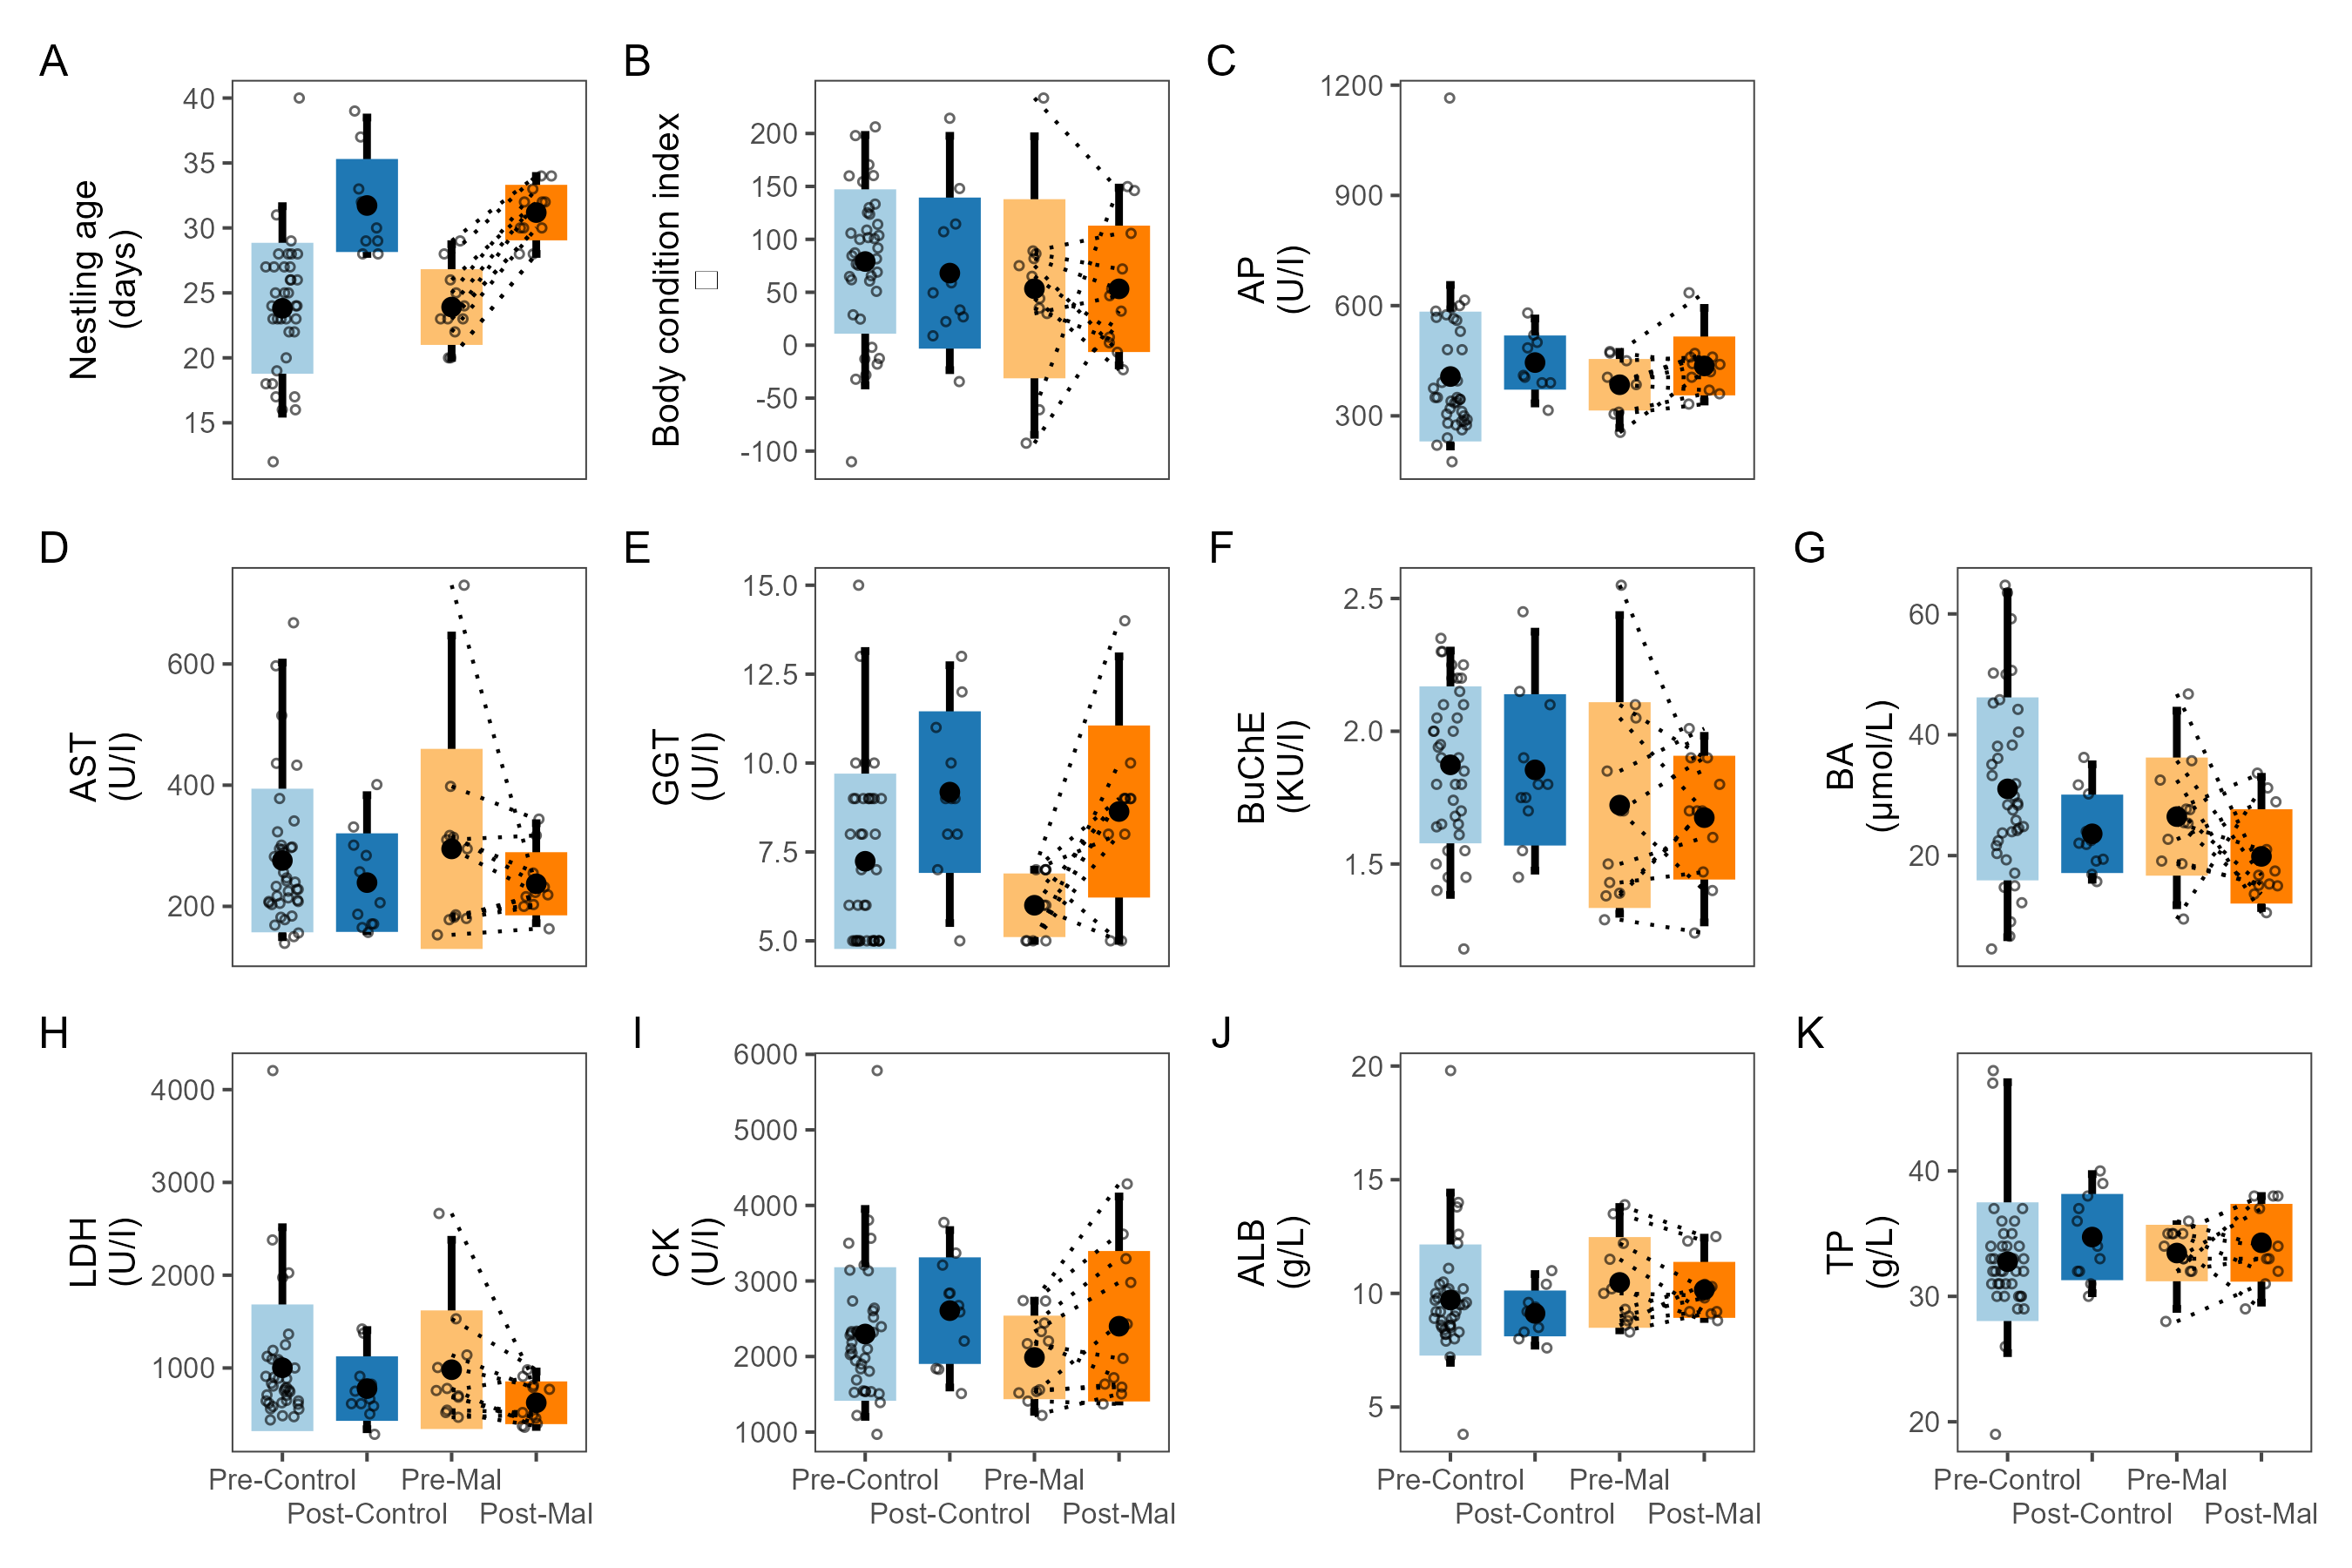 A
B
C
40
35
30
25
20
15
Nestling age
(days)
200
150
100
50
0
-50
-100
Body condition index
1200
900
600
300
AP
(U/l)
D
E
F
G
600
400
200
AST
(U/l)
15.0
12.5
10.0
7.5
5.0
GGT
(U/l)
2.5
2.0
1.5
BuChE
(KU/l)
60
40
20
BA
(µmol/L)
H
I
J
K
4000
3000
2000
1000
LDH
(U/l)
6000
5000
4000
3000
2000
1000
CK
(U/l)
20
15
10
5
ALB
(g/L)
40
30
20
TP
(g/L)
Pre-Control Pre-Mal
Post-Control Post-Mal
Pre-Control Pre-Mal
Post-Control Post-Mal
Pre-Control Pre-Mal
Post-Control Post-Mal
Pre-Control Pre-Mal
Post-Control Post-Mal